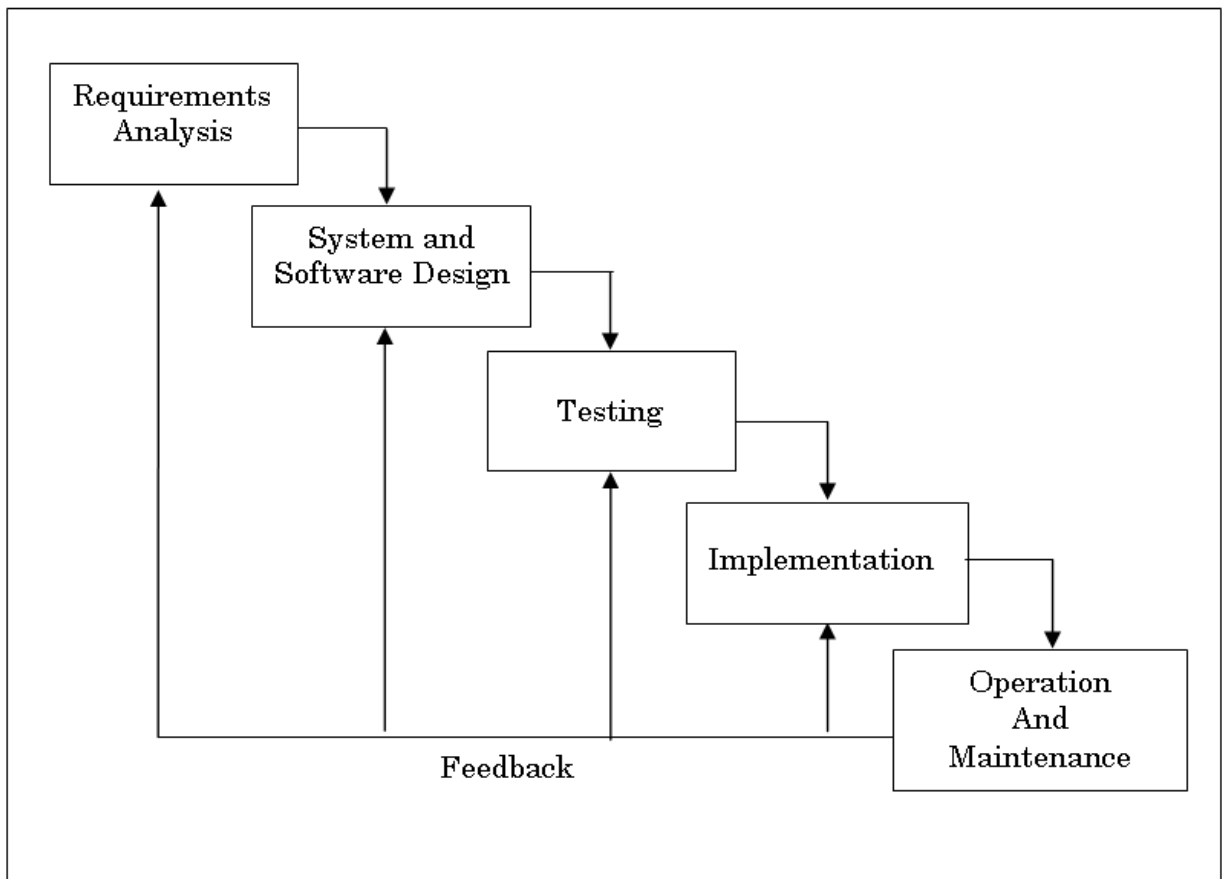 Requirements
Analysis
System and
Software Design
Testing
Implementation
Operation
And
Maintenance
Feedback